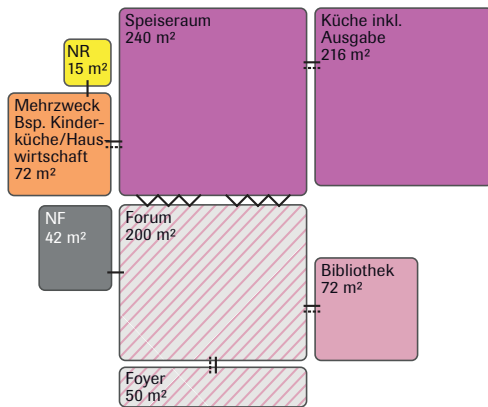 Speiseraum
240 m²
Küche inkl.
Ausgabe
216 m²
NR
15 m²
Mehrzweck
Bsp. Kinder-
küche/Haus
wirtschaft
72 m²
NF
42 m²
Forum
200 m²
Bibliothek
72 m²
Foyer
50 m²